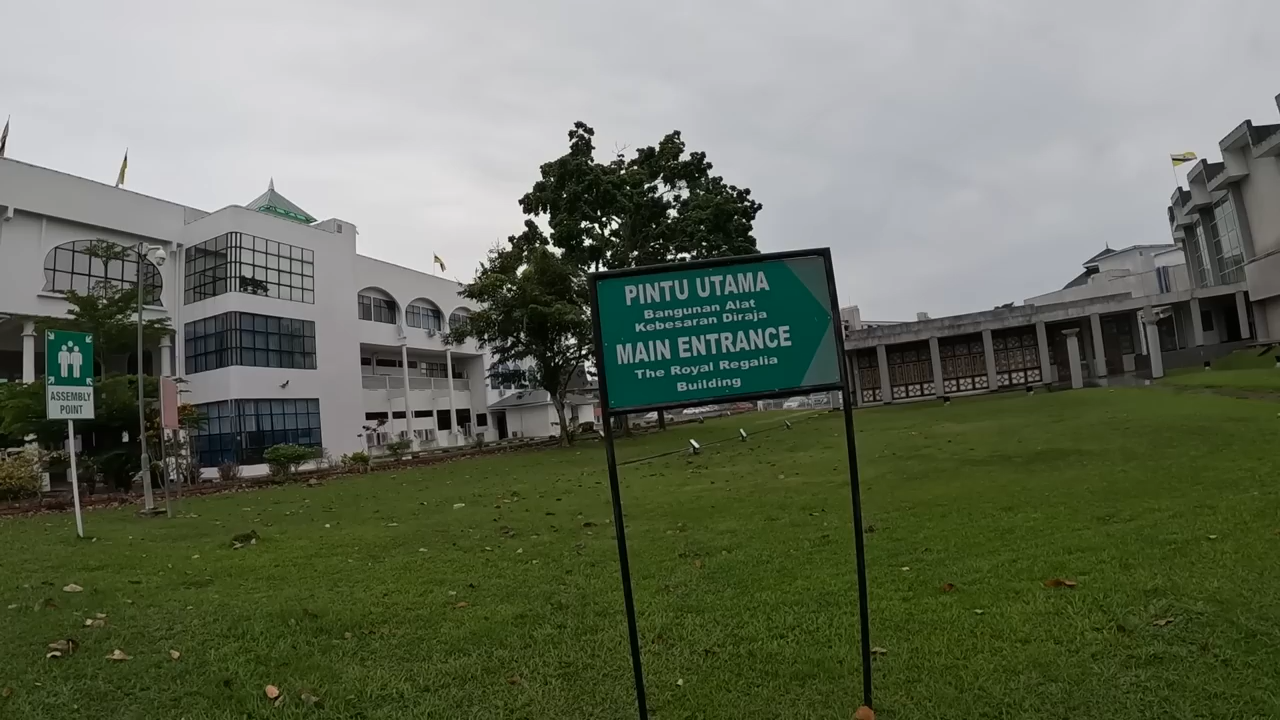 PINTU UTAMA
Bangunan Alat
Kebesaran Diraja
MAIN ENTRANCE
The Royal Regalia
Building
ASSEMBLY
POINT